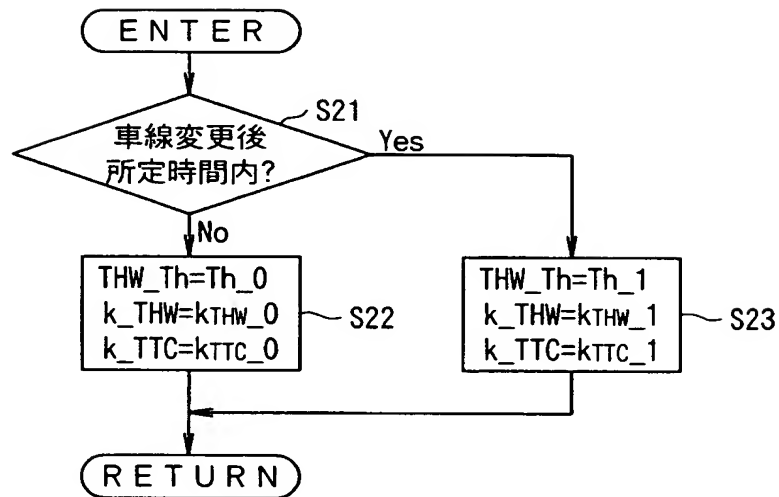 ENTER
S21
車線変更後
所定時間内?
Yes
No
THW_Th=Th_0
k_THW=kTHW_0
k_TTC=kTTC_0
S22
THW_Th=Th_1
k_THW=kTHW_1
k_TTC=kTTC_1
S23
RETURN